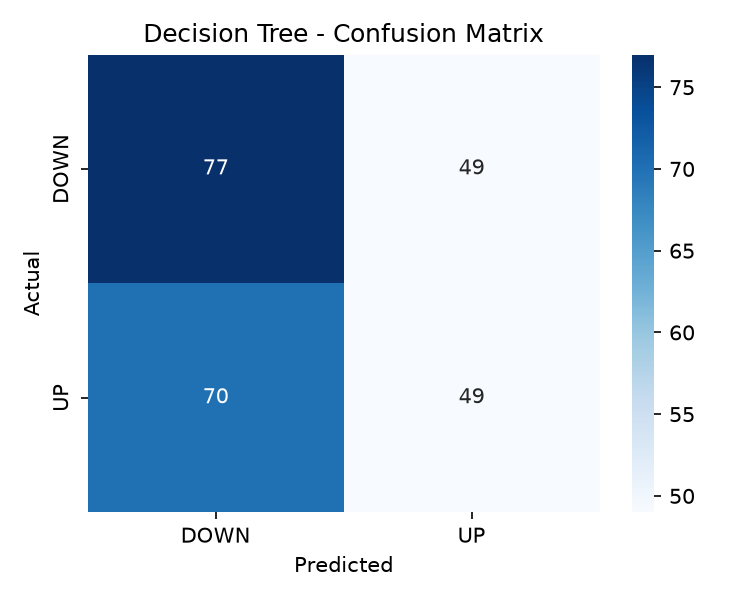 Decision Tree - Confusion Matrix
Actual
DOWN
UP
77
49
70
49
DOWN
UP
Predicted
75
70
65
60
55
50